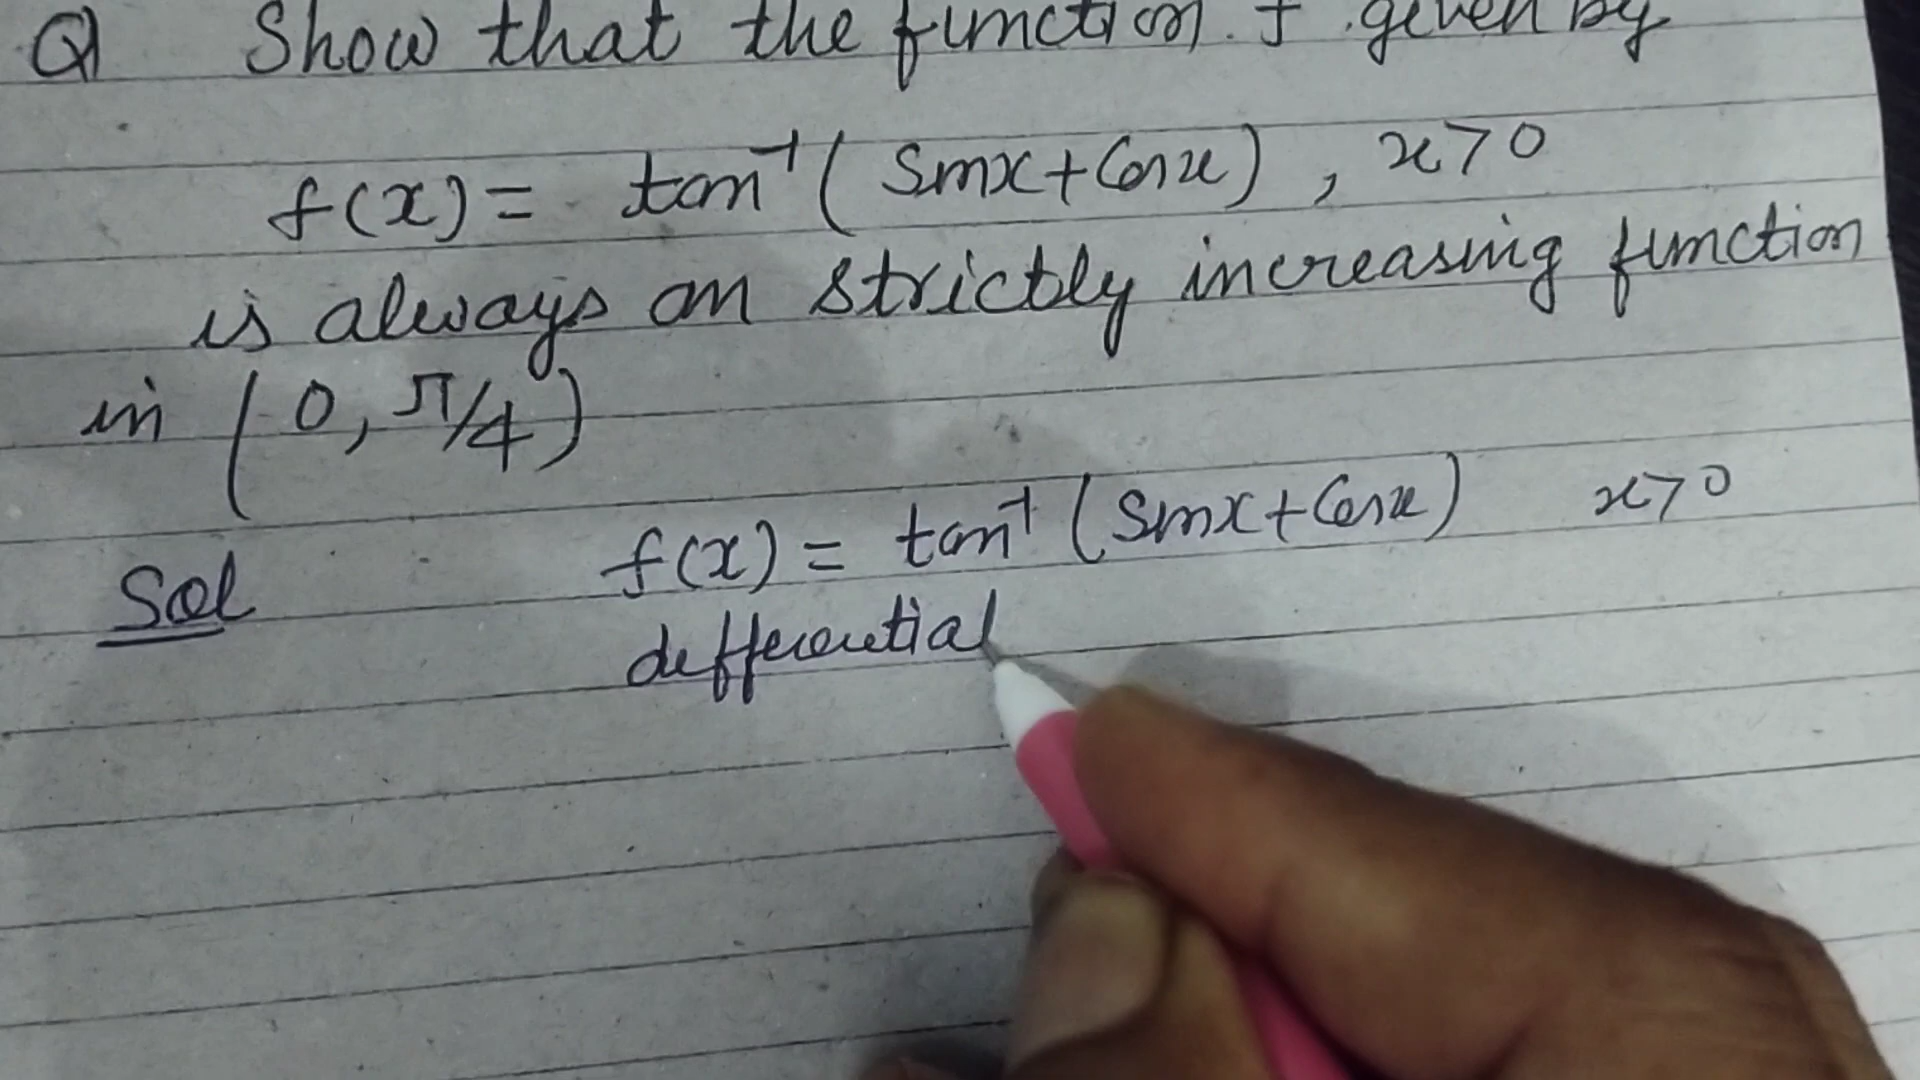 Q Show that the function f given by
f(x) = tan⁻¹ ( Sinx + Cosx ) , x > 0
is always an strictly increasing function
in ( 0, π/4 )
Sol f(x) = tan⁻¹ ( Sinx + Cosx ) x > 0
differential